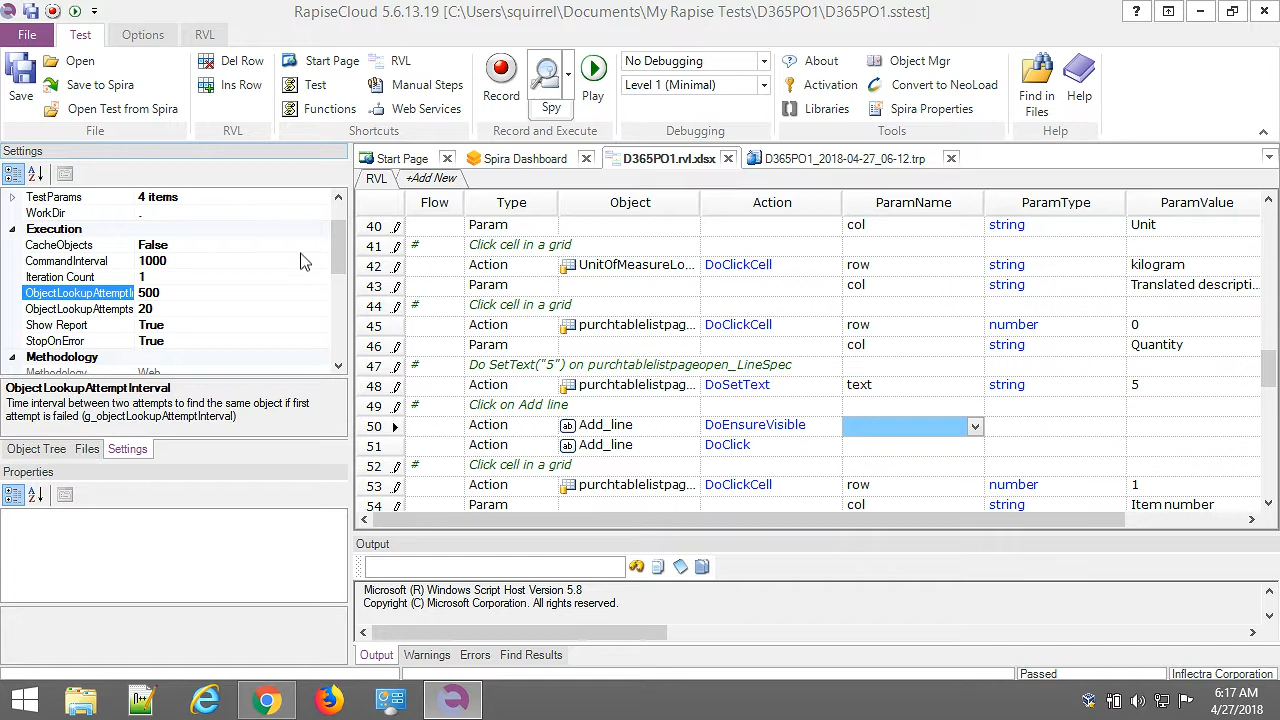 RapiseCloud 5.6.13.19 [C:\Users\squirrel\Documents\My Rapise Tests\D365PO1\D365PO1.sstest]
File Test Options RVL
Save
Open
Save to Spira
Open Test from Spira
File
Del Row
Ins Row
RVL
Start Page RVL
Test Manual Steps
Functions Web Services
Shortcuts
Record Spy Play
Record and Execute
No Debugging
Level 1 (Minimal)
Debugging
About Object Mgr
Activation Convert to NeoLoad
Libraries Spira Properties
Tools
Find in Files
Help
Help
Settings
TestParams 4 items
WorkDir .
Execution
CacheObjects False
CommandInterval 1000
Iteration Count 1
ObjectLookupAttemptI 500
ObjectLookupAttempts 20
Show Report True
StopOnError True
Methodology
Methodology Web
ObjectLookupAttemptInterval
Time interval between two attempts to find the same object if first attempt is failed (g_objectLookupAttemptInterval)
Object Tree Files Settings
Properties
Start Page Spira Dashboard D365PO1.rvl.xlsx D365PO1_2018-04-27_06-12.trp
RVL +Add New
Flow Type Object Action ParamName ParamType ParamValue
40 Param col string Unit
41 # Click cell in a grid
42 Action UnitOfMeasureLo... DoClickCell row string kilogram
43 Param col string Translated descripti...
44 # Click cell in a grid
45 Action purchtablelistpag... DoClickCell row number 0
46 Param col string Quantity
47 # Do SetText("5") on purchtablelistpageopen_LineSpec
48 Action purchtablelistpag... DoSetText text string 5
49 # Click on Add line
50 Action Add_line DoEnsureVisible
51 Action Add_line DoClick
52 # Click cell in a grid
53 Action purchtablelistpag... DoClickCell row number 1
54 Param col string Item number
Output
Microsoft (R) Windows Script Host Version 5.8
Copyright (C) Microsoft Corporation. All rights reserved.
Output Warnings Errors Find Results
Passed Inflectra Corporation
6:17 AM
4/27/2018